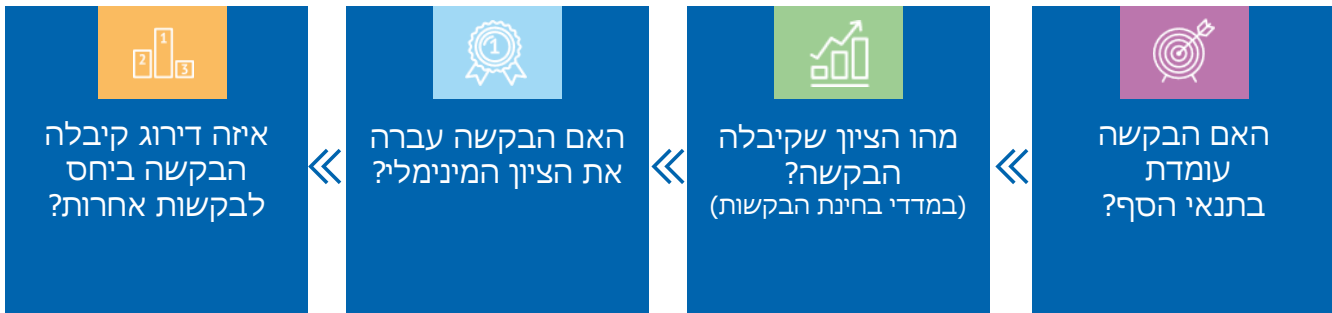 האם הבקשה
עומדת
בתנאי הסף?
מהו הציון שקיבלה
הבקשה?
(במדדי בחינת הבקשות)
האם הבקשה עברה
את הציון המינימלי?
1
איזה דירוג קיבלה
הבקשה ביחס
לבקשות אחרות?
1
2
3